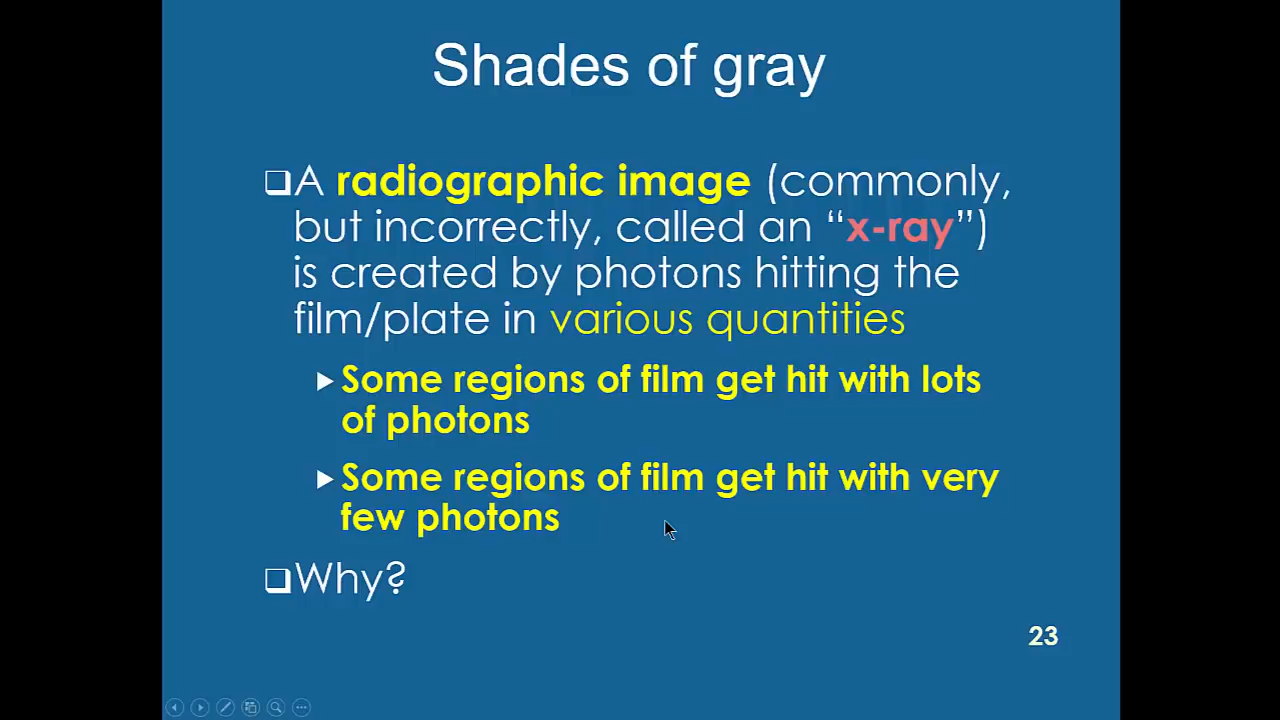 Shades of gray
A radiographic image (commonly,
but incorrectly, called an “x-ray”)
is created by photons hitting the
film/plate in various quantities
Some regions of film get hit with lots
of photons
Some regions of film get hit with very
few photons
Why?
23